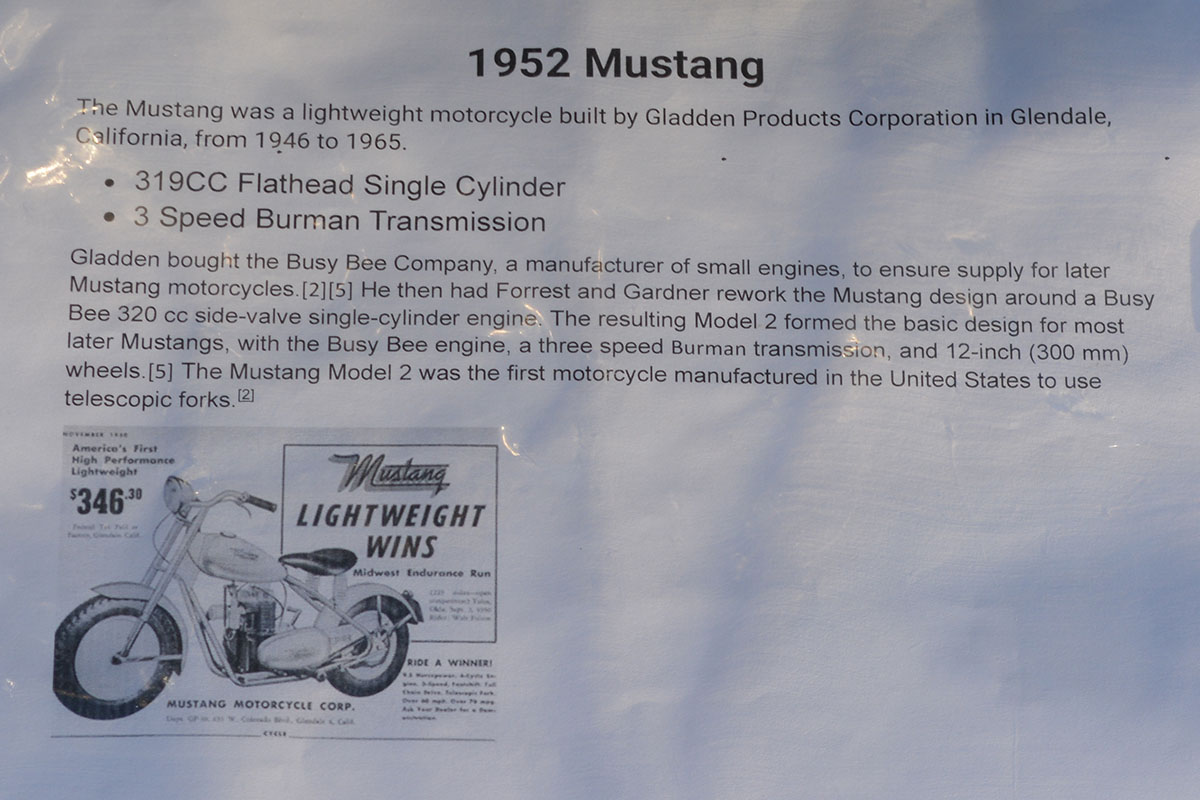 1952 Mustang
The Mustang was a lightweight motorcycle built by Gladden Products Corporation in Glendale,
California, from 1946 to 1965.
• 319CC Flathead Single Cylinder
• 3 Speed Burman Transmission
Gladden bought the Busy Bee Company, a manufacturer of small engines, to ensure supply for later
Mustang motorcycles.[2][5] He then had Forrest and Gardner rework the Mustang design around a Busy
Bee 320 cc side-valve single-cylinder engine. The resulting Model 2 formed the basic design for most
later Mustangs, with the Busy Bee engine, a three speed Burman transmission, and 12-inch (300 mm)
wheels.[5] The Mustang Model 2 was the first motorcycle manufactured in the United States to use
telescopic forks.[2]
NOVEMBER 1950
America's First
High Performance
Lightweight
$346.30
Mustang
LIGHTWEIGHT
WINS
Midwest Endurance Run
RIDE A WINNER!
MUSTANG MOTORCYCLE CORP.
CYCLE